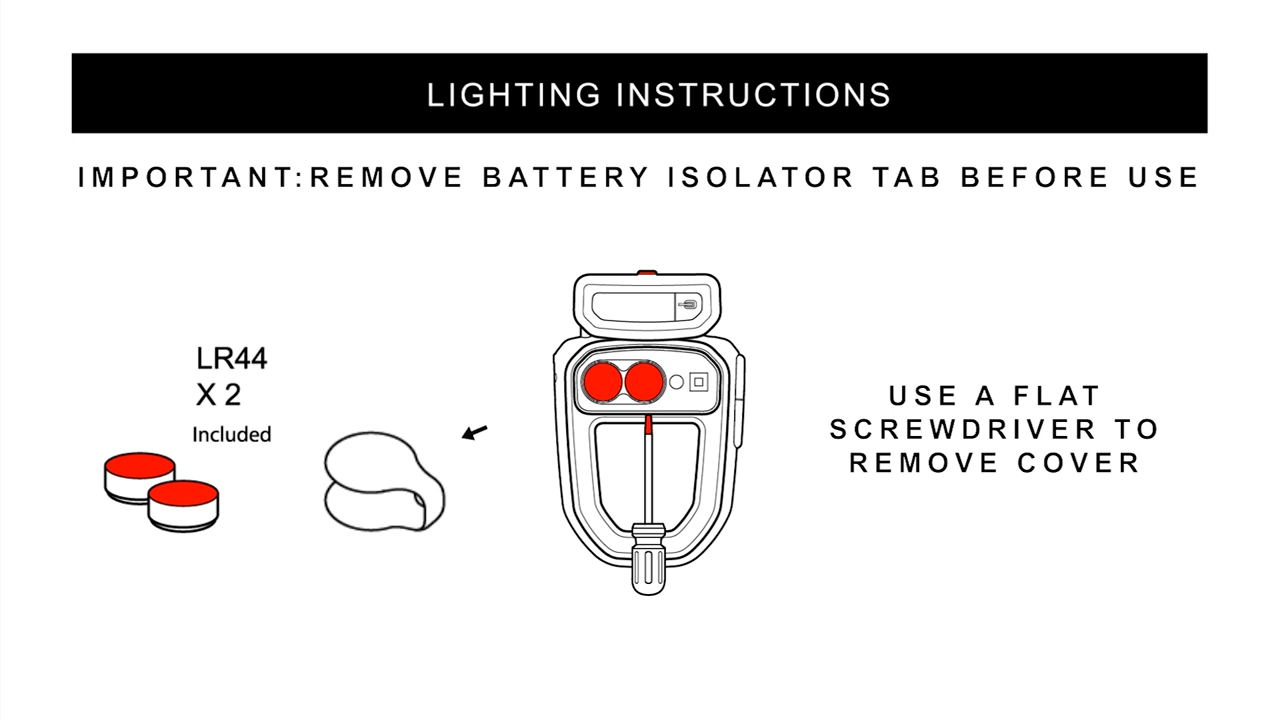 LIGHTING INSTRUCTIONS
IMPORTANT:REMOVE BATTERY ISOLATOR TAB BEFORE USE
LR44
X 2
Included
USE A FLAT
SCREWDRIVER TO
REMOVE COVER